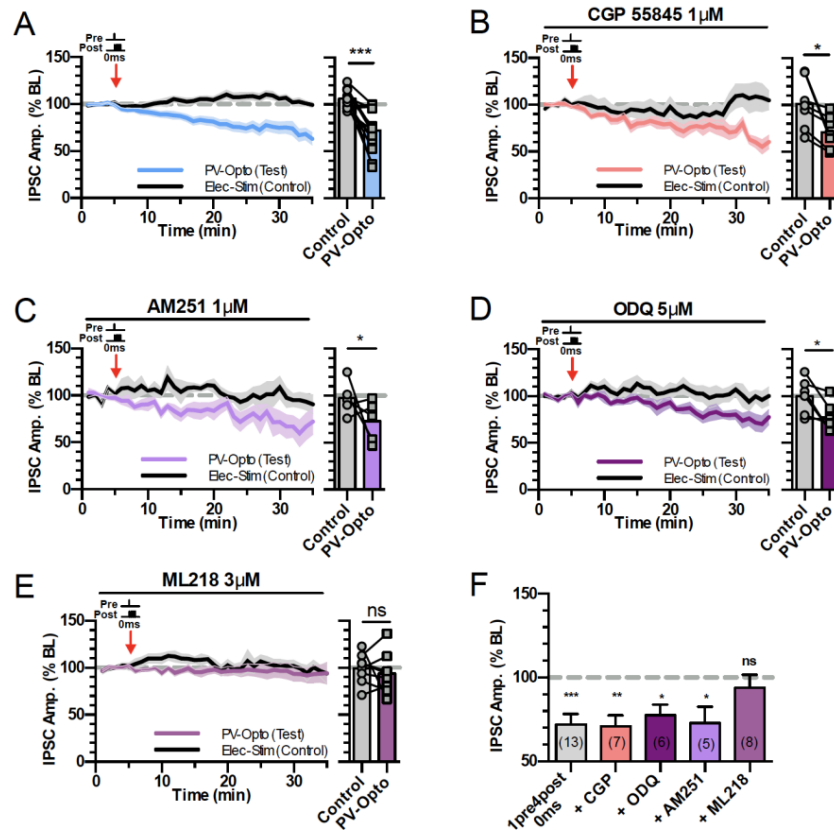 A
Pre
Post
0ms
***
IPSC Amp. (% BL)
150
100
50
0
PV-Opto (Test)
Elec-Stim (Control)
0 10 20 30
Time (min)
Control
PV-Opto
B
CGP 55845 1μM
Pre
Post
0ms
*
IPSC Amp. (% BL)
150
100
50
0
PV-Opto (Test)
Elec-Stim (Control)
0 10 20 30
Time (min)
Control
PV-Opto
C
AM251 1μM
Pre
Post
0ms
*
IPSC Amp. (% BL)
150
100
50
0
PV-Opto (Test)
Elec-Stim (Control)
0 10 20 30
Time (min)
Control
PV-Opto
D
ODQ 5μM
Pre
Post
0ms
*
IPSC Amp. (% BL)
150
100
50
0
PV-Opto (Test)
Elec-Stim (Control)
0 10 20 30
Time (min)
Control
PV-Opto
E
ML218 3μM
Pre
Post
0ms
ns
IPSC Amp. (% BL)
150
100
50
0
PV-Opto (Test)
Elec-Stim (Control)
0 10 20 30
Time (min)
Control
PV-Opto
F
IPSC Amp. (% BL)
100
80
60
*** ** * * ns
(13) (7) (6) (5) (8)
1pre4post
0ms
+ CGP
+ ODQ
+ AM251
+ ML218